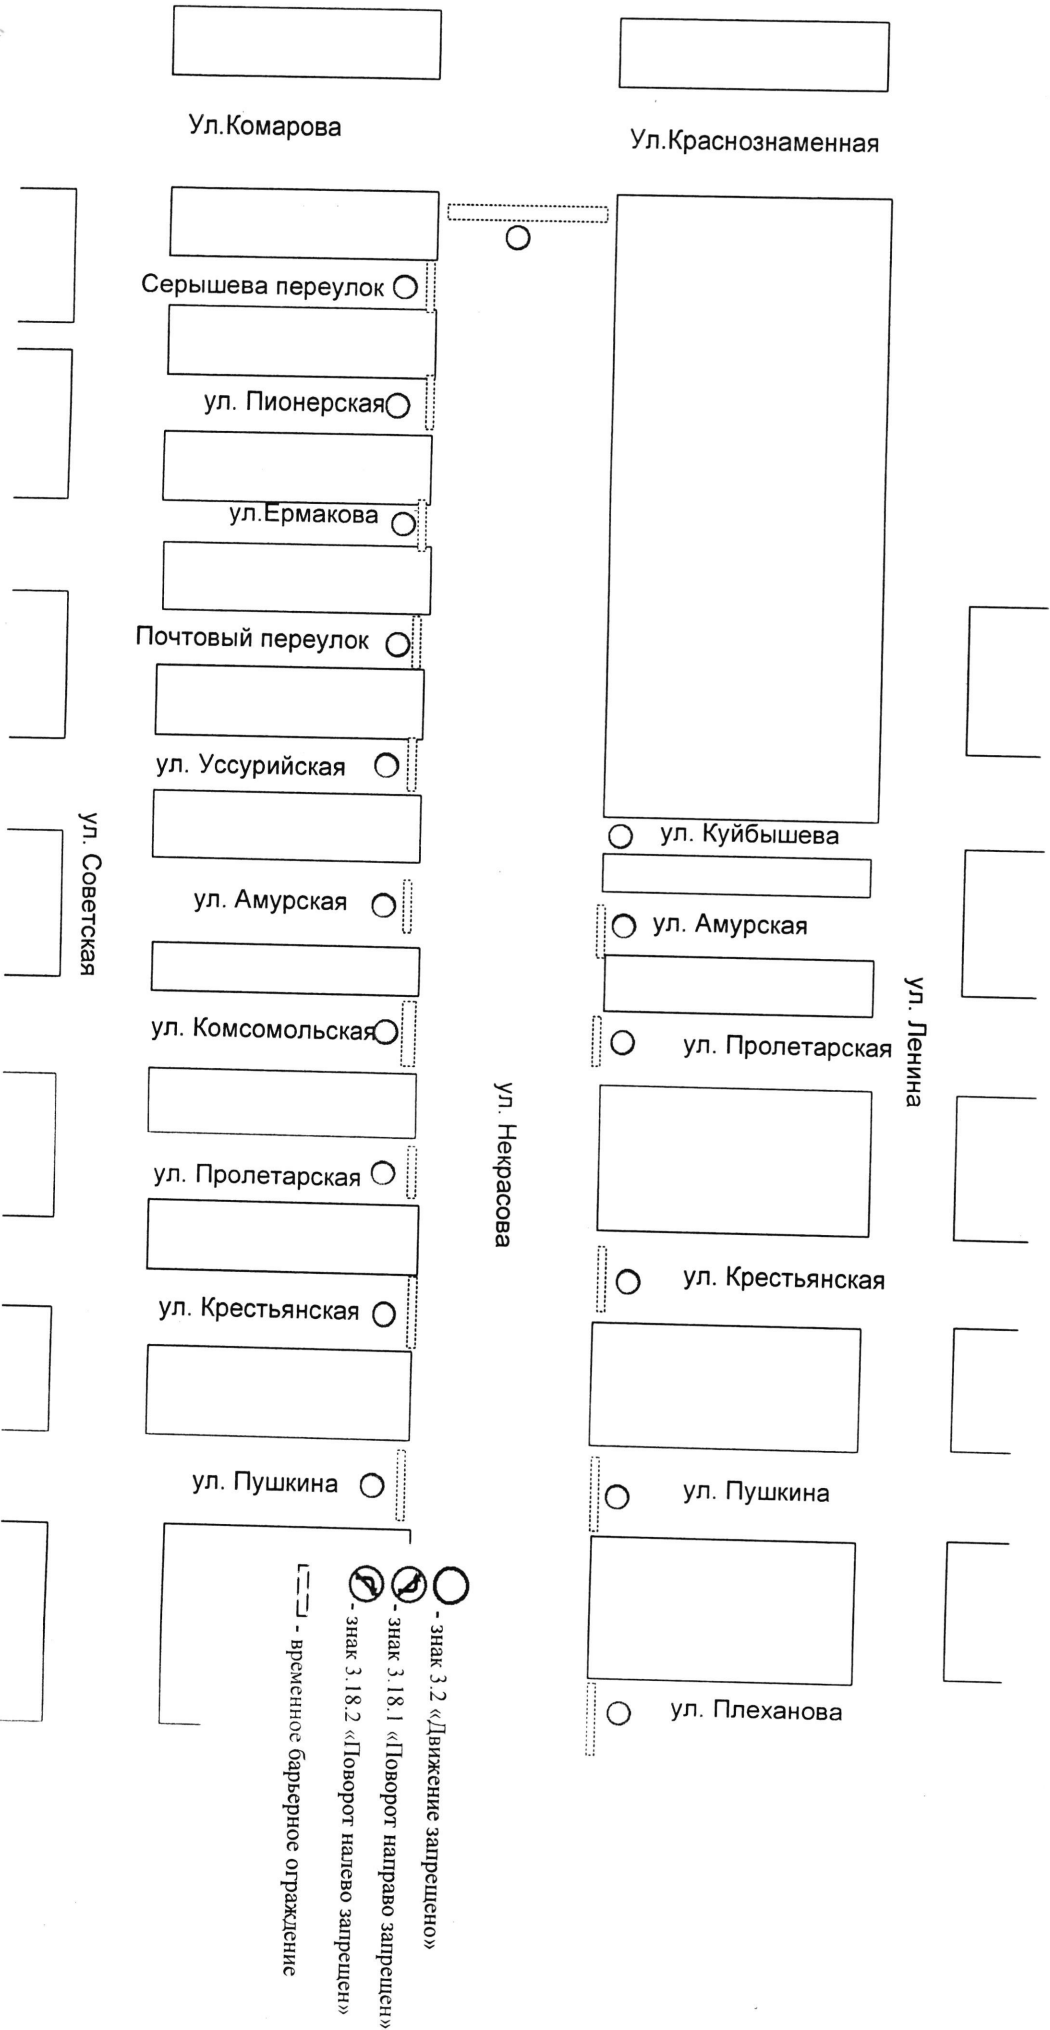 Ул.Комарова
Ул.Краснознаменная
Серышева переулок
ул. Пионерская
ул.Ермакова
Почтовый переулок
ул. Уссурийская
ул. Куйбышева
ул. Советская
ул. Амурская
ул. Амурская
ул. Ленина
ул. Комсомольская
ул. Пролетарская
ул. Некрасова
ул. Пролетарская
ул. Крестьянская
ул. Крестьянская
ул. Пушкина
ул. Пушкина
ул. Плеханова
- знак 3.2 «Движение запрещено»
- знак 3.18.1 «Поворот направо запрещен»
- знак 3.18.2 «Поворот налево запрещен»
- временное барьерное ограждение